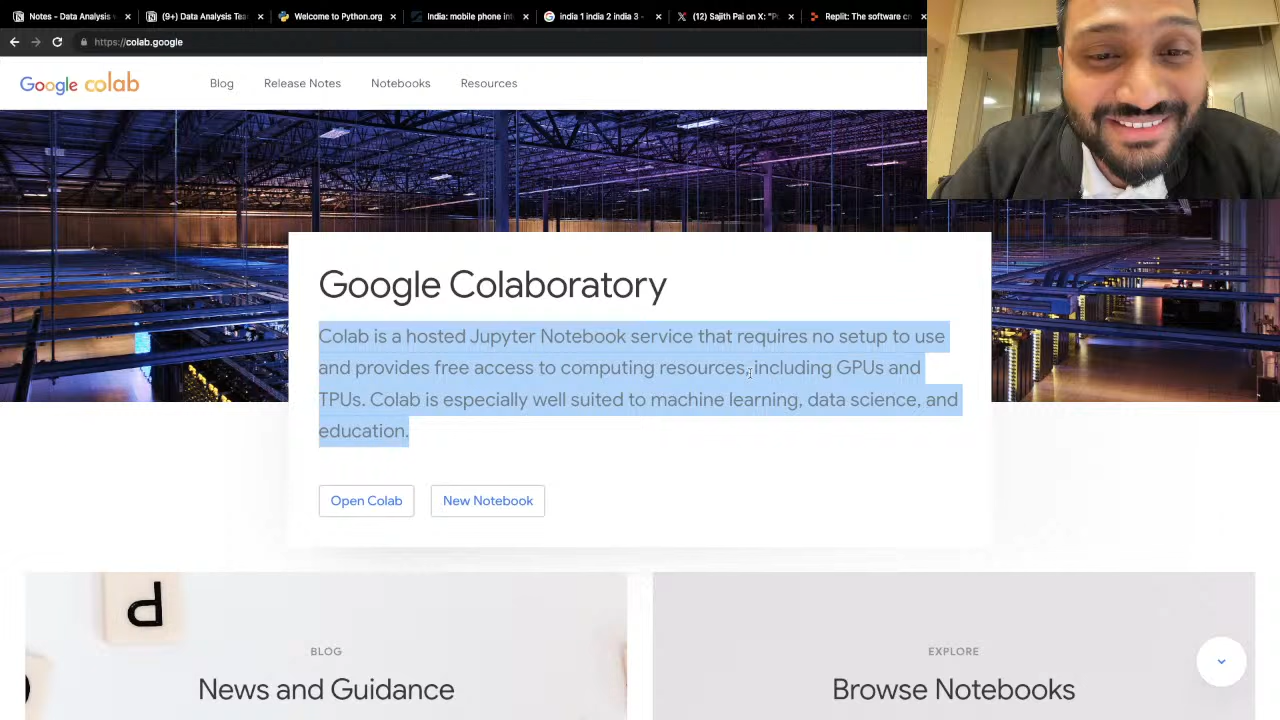 Notes - Data Analysis
(9+) Data Analysis Tea
Welcome to Python.org
India: mobile phone int
india 1 india 2 india 3 -
(12) Sajith Pai on X: "P
Replit: The software cr
https://colab.google
Google colab
Blog
Release Notes
Notebooks
Resources
Google Colaboratory
Colab is a hosted Jupyter Notebook service that requires no setup to use
and provides free access to computing resources, including GPUs and
TPUs. Colab is especially well suited to machine learning, data science, and
education.
Open Colab
New Notebook
d
BLOG
News and Guidance
EXPLORE
Browse Notebooks